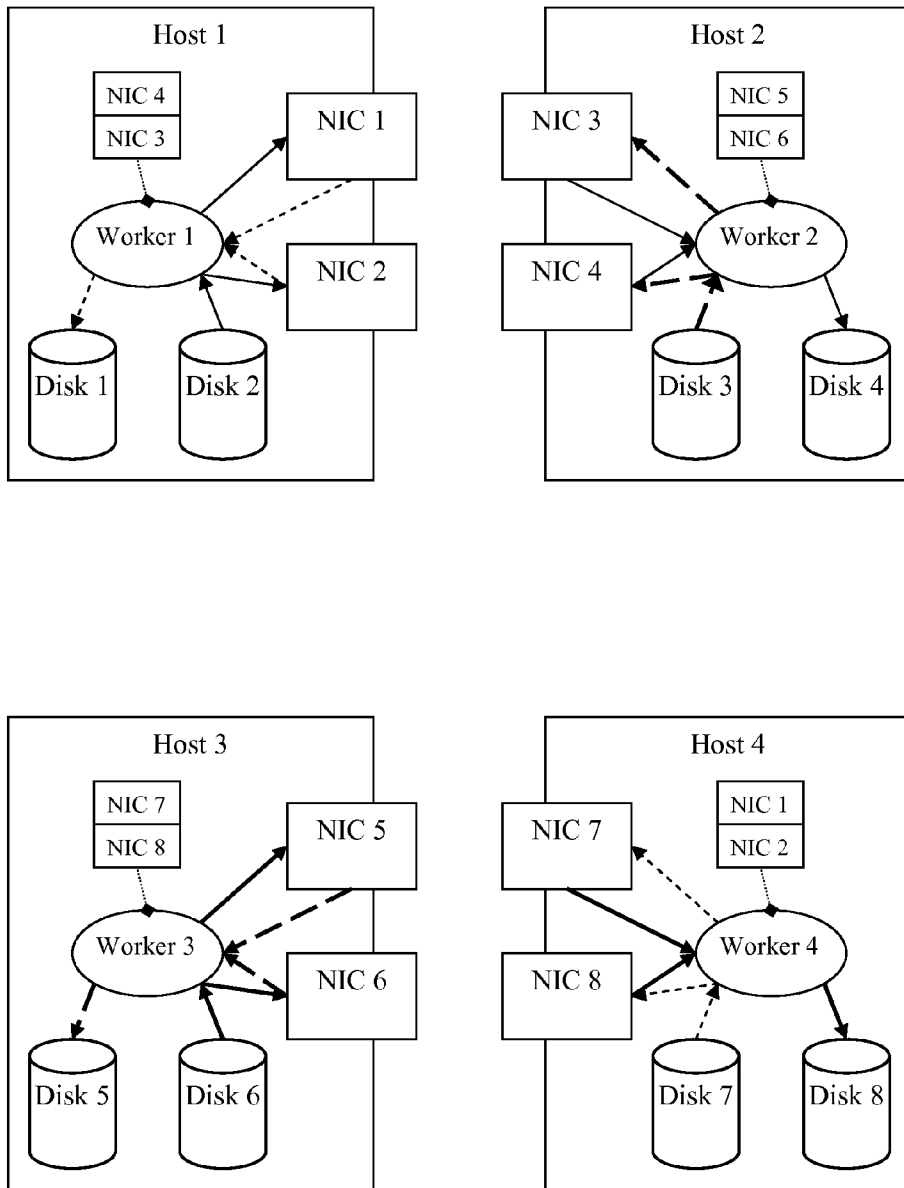 Host 1
NIC 4
NIC 3
NIC 1
Worker 1
NIC 2
Disk 1
Disk 2
Host 2
NIC 3
NIC 5
NIC 6
Worker 2
NIC 4
Disk 3
Disk 4
Host 3
NIC 7
NIC 8
NIC 5
Worker 3
NIC 6
Disk 5
Disk 6
Host 4
NIC 7
NIC 1
NIC 2
Worker 4
NIC 8
Disk 7
Disk 8